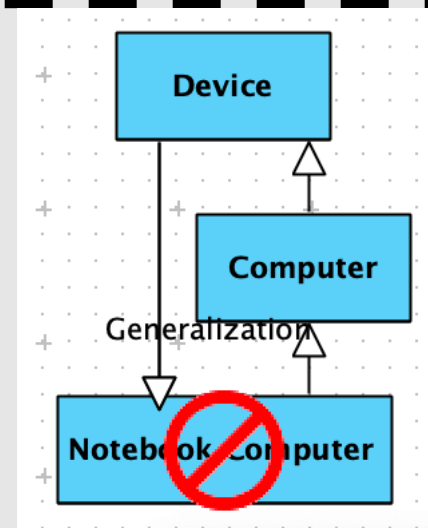 Device
Computer
Generalization
Notebook Computer